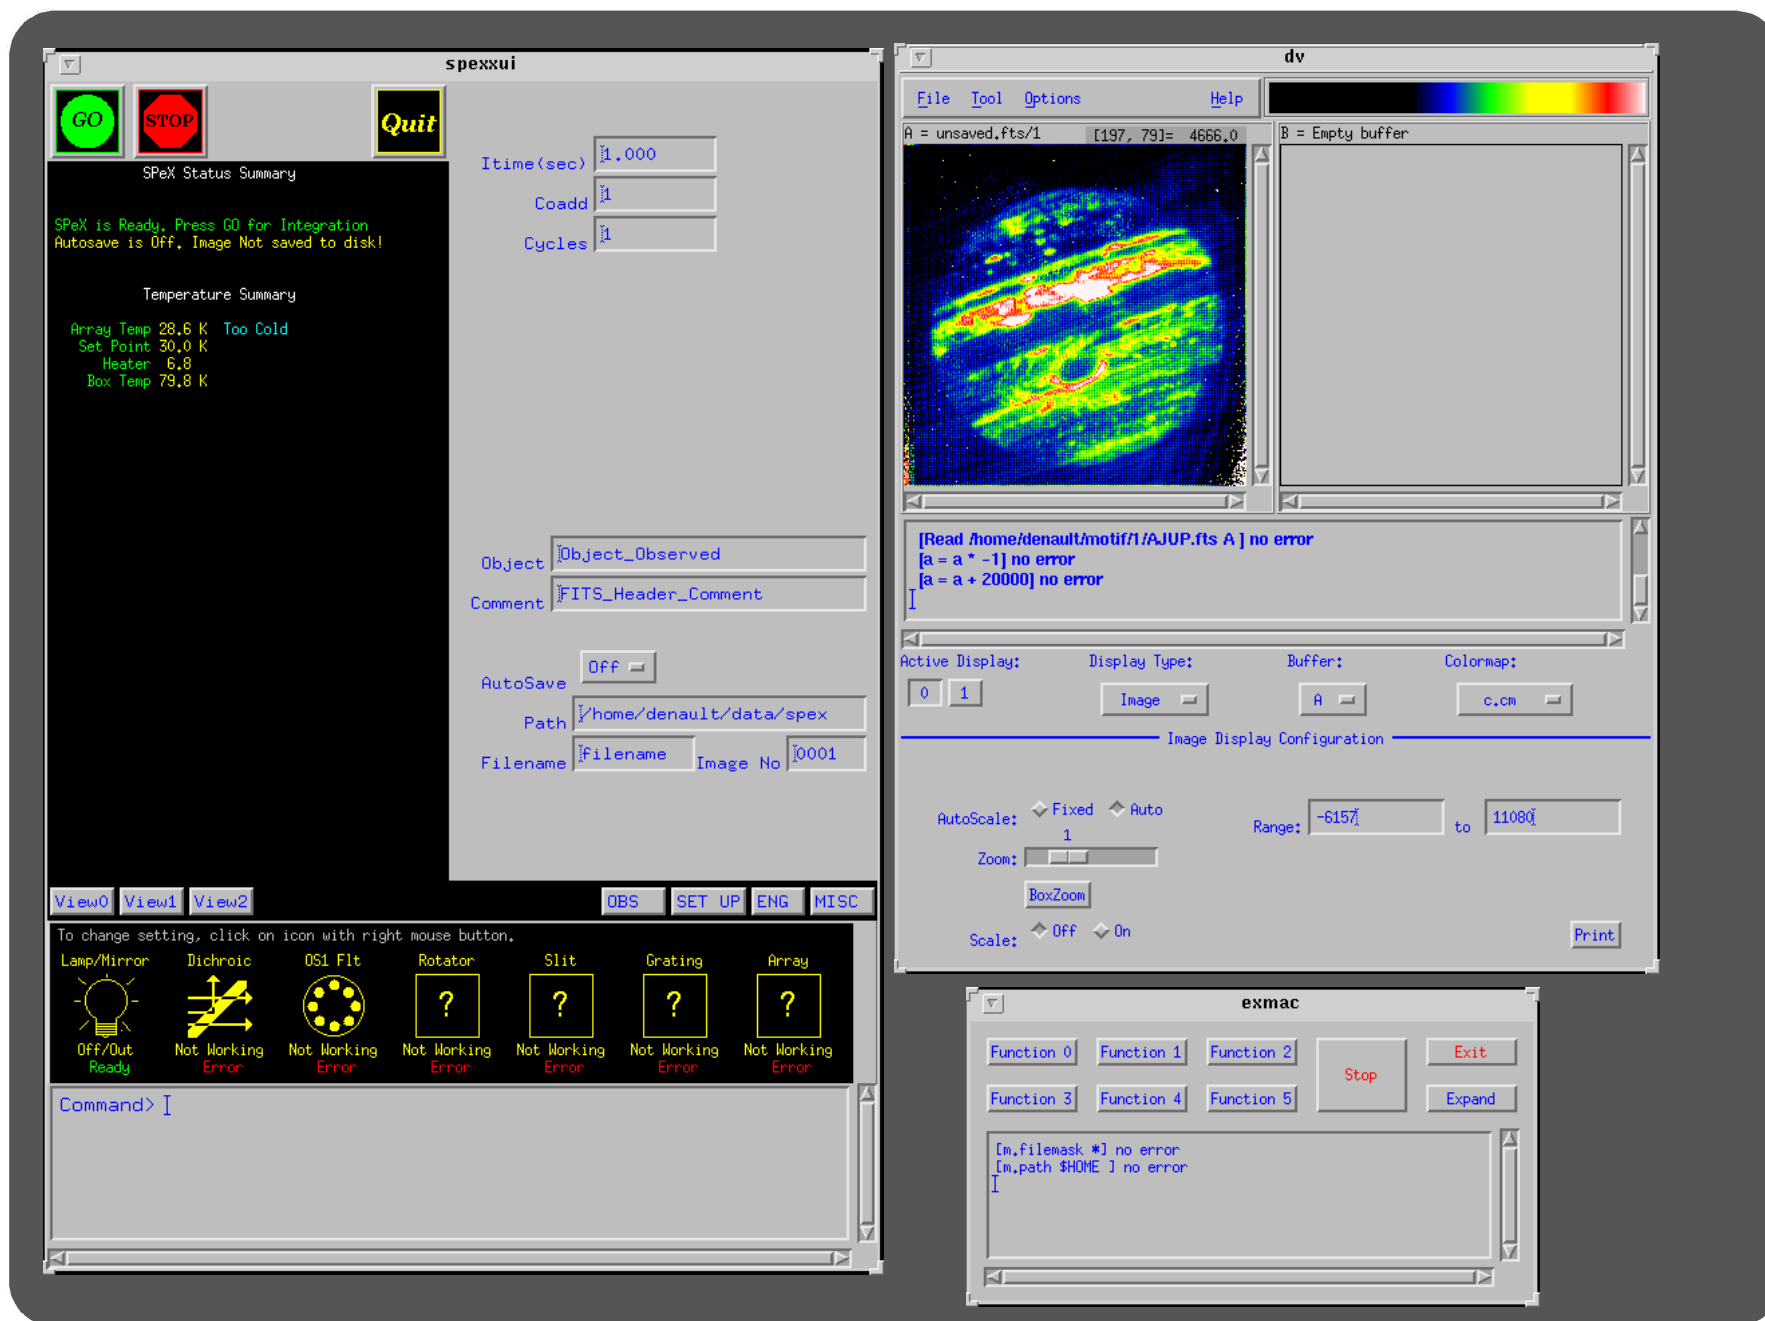 spexxui
GO STOP Quit
SPeX Status Summary
SPeX is Ready. Press GO for Integration
Autosave is Off. Image Not saved to disk!
Temperature Summary
Array Temp 28.6 K Too Cold
Set Point 30.0 K
Heater 6.8
Box Temp 79.8 K
Itime(sec) 1.000
Coadd 1
Cycles 1
Object Object_Observed
Comment FITS_Header_Comment
AutoSave Off
Path /home/denault/data/spex
Filename filename Image No 0001
View0 View1 View2 OBS SET UP ENG MISC
To change setting, click on icon with right mouse button.
Lamp/Mirror Dichroic OS1 Flt Rotator Slit Grating Array
? ? ? ?
Off/Out Not Working Not Working Not Working Not Working Not Working Not Working
Ready Error Error Error Error Error Error
Command>
dv
File Tool Options Help
A = unsaved.fts/1 [197, 79]= 4666.0 B = Empty buffer
[Read /home/denault/motif/1/AJUP.fts A ] no error
[a = a * -1] no error
[a = a + 20000] no error
Active Display: Display Type: Buffer: Colormap:
0 1 Image A c.cm
Image Display Configuration
AutoScale: Fixed Auto Range: -6157 to 11080
1
Zoom:
BoxZoom
Scale: Off On
Print
exmac
Function 0 Function 1 Function 2 Stop Exit
Function 3 Function 4 Function 5 Expand
[m.filemask *] no error
[m.path $HOME ] no error